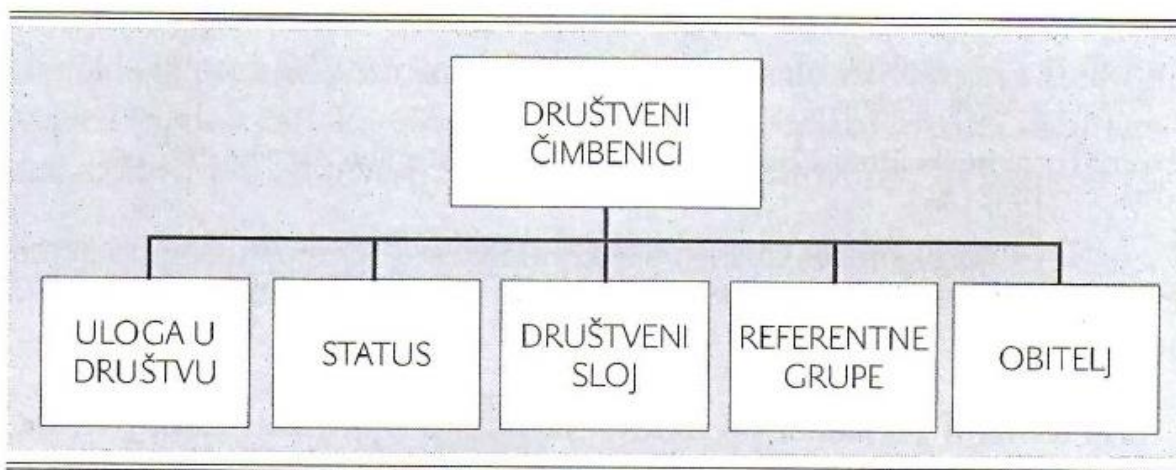 DRUŠTVENI
ČIMBENICI
ULOGA U
DRUŠTVU
STATUS
DRUŠTVENI
SLOJ
REFERENTNE
GRUPE
OBITELJ